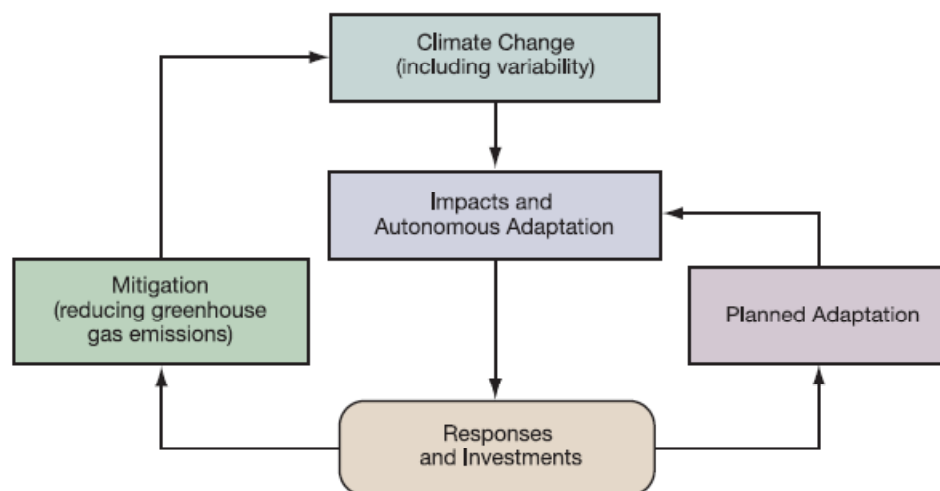 Climate Change
(including variability)
Impacts and
Autonomous Adaptation
Mitigation
(reducing greenhouse
gas emissions)
Planned Adaptation
Responses
and Investments